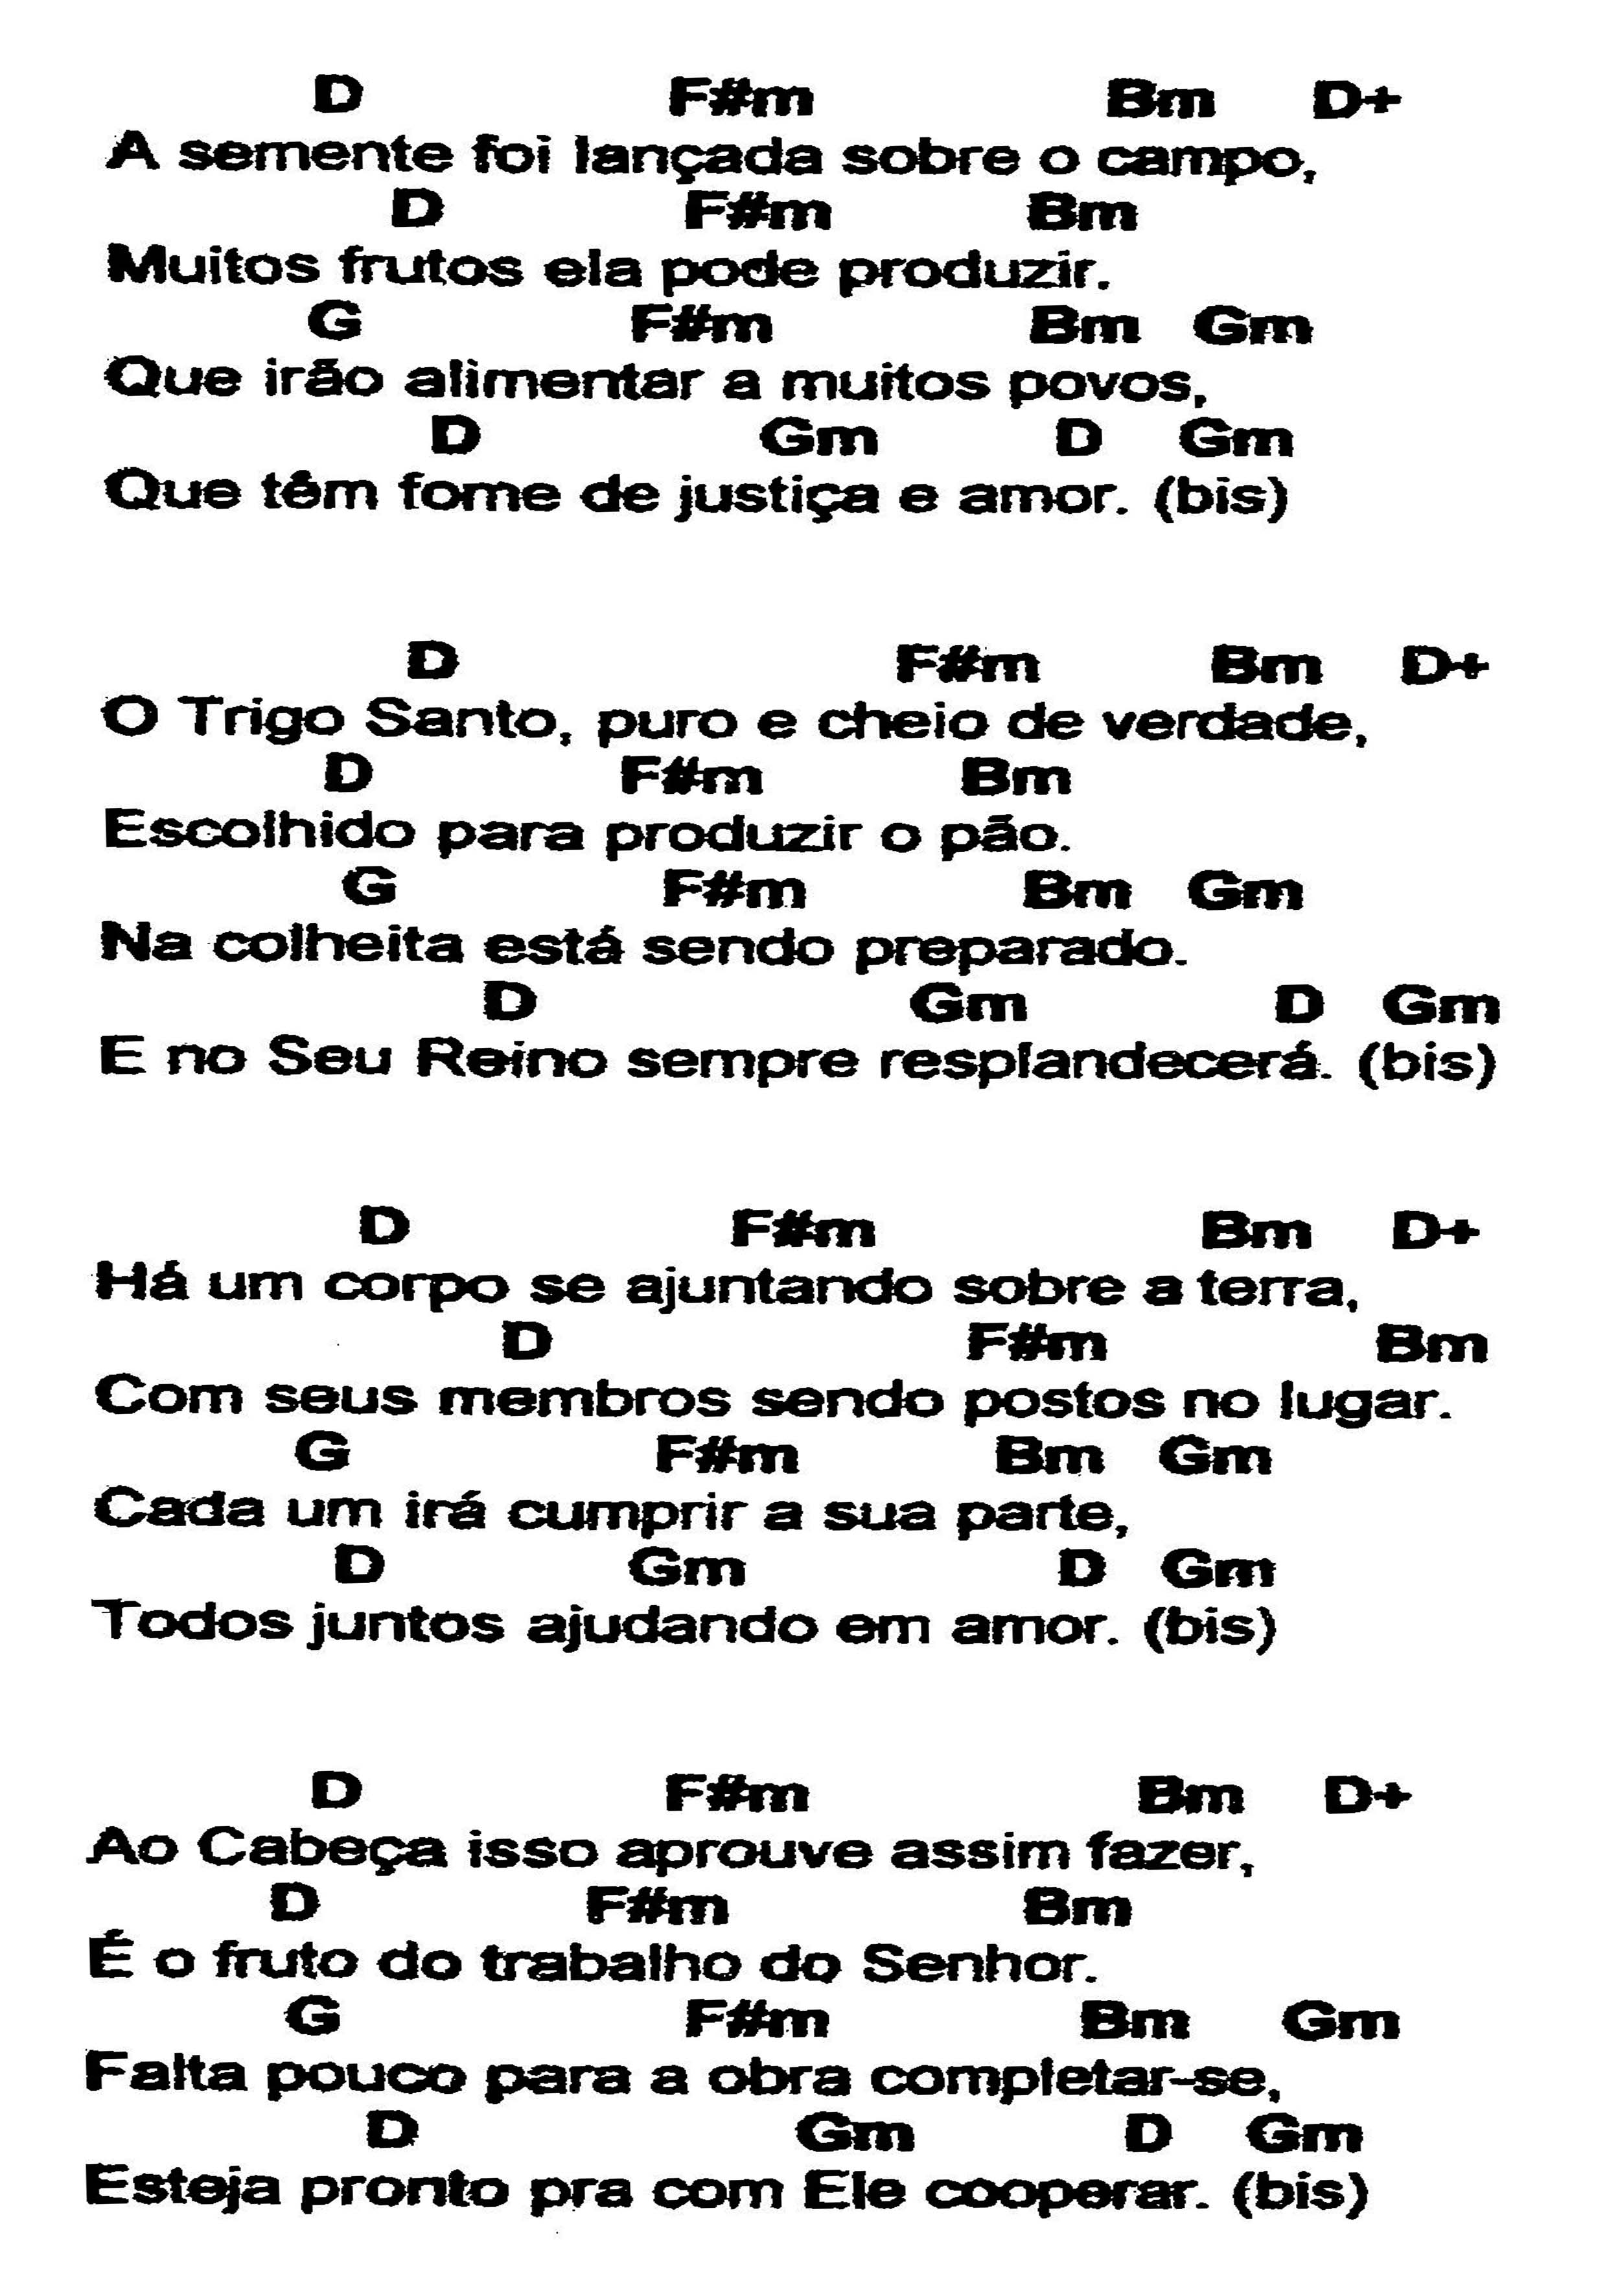 D F#m Bm D+
A semente foi lançada sobre o campo,
D F#m Bm
Muitos frutos ela pode produzir.
G F#m Bm Gm
Que irão alimentar a muitos povos,
D Gm D Gm
Que têm fome de justiça e amor. (bis)
D F#m Bm D+
O Trigo Santo, puro e cheio de verdade,
D F#m Bm
Escolhido para produzir o pão.
G F#m Bm Gm
Na colheita está sendo preparado.
D Gm D Gm
E no Seu Reino sempre resplandecerá. (bis)
D F#m Bm D+
Há um corpo se ajuntando sobre a terra,
D F#m Bm
Com seus membros sendo postos no lugar.
G F#m Bm Gm
Cada um irá cumprir a sua parte,
D Gm D Gm
Todos juntos ajudando em amor. (bis)
D F#m Bm D+
Ao Cabeça isso aprouve assim fazer,
D F#m Bm
É o fruto do trabalho do Senhor.
G F#m Bm Gm
Falta pouco para a obra completar-se,
D Gm D Gm
Esteja pronto pra com Ele cooperar. (bis)